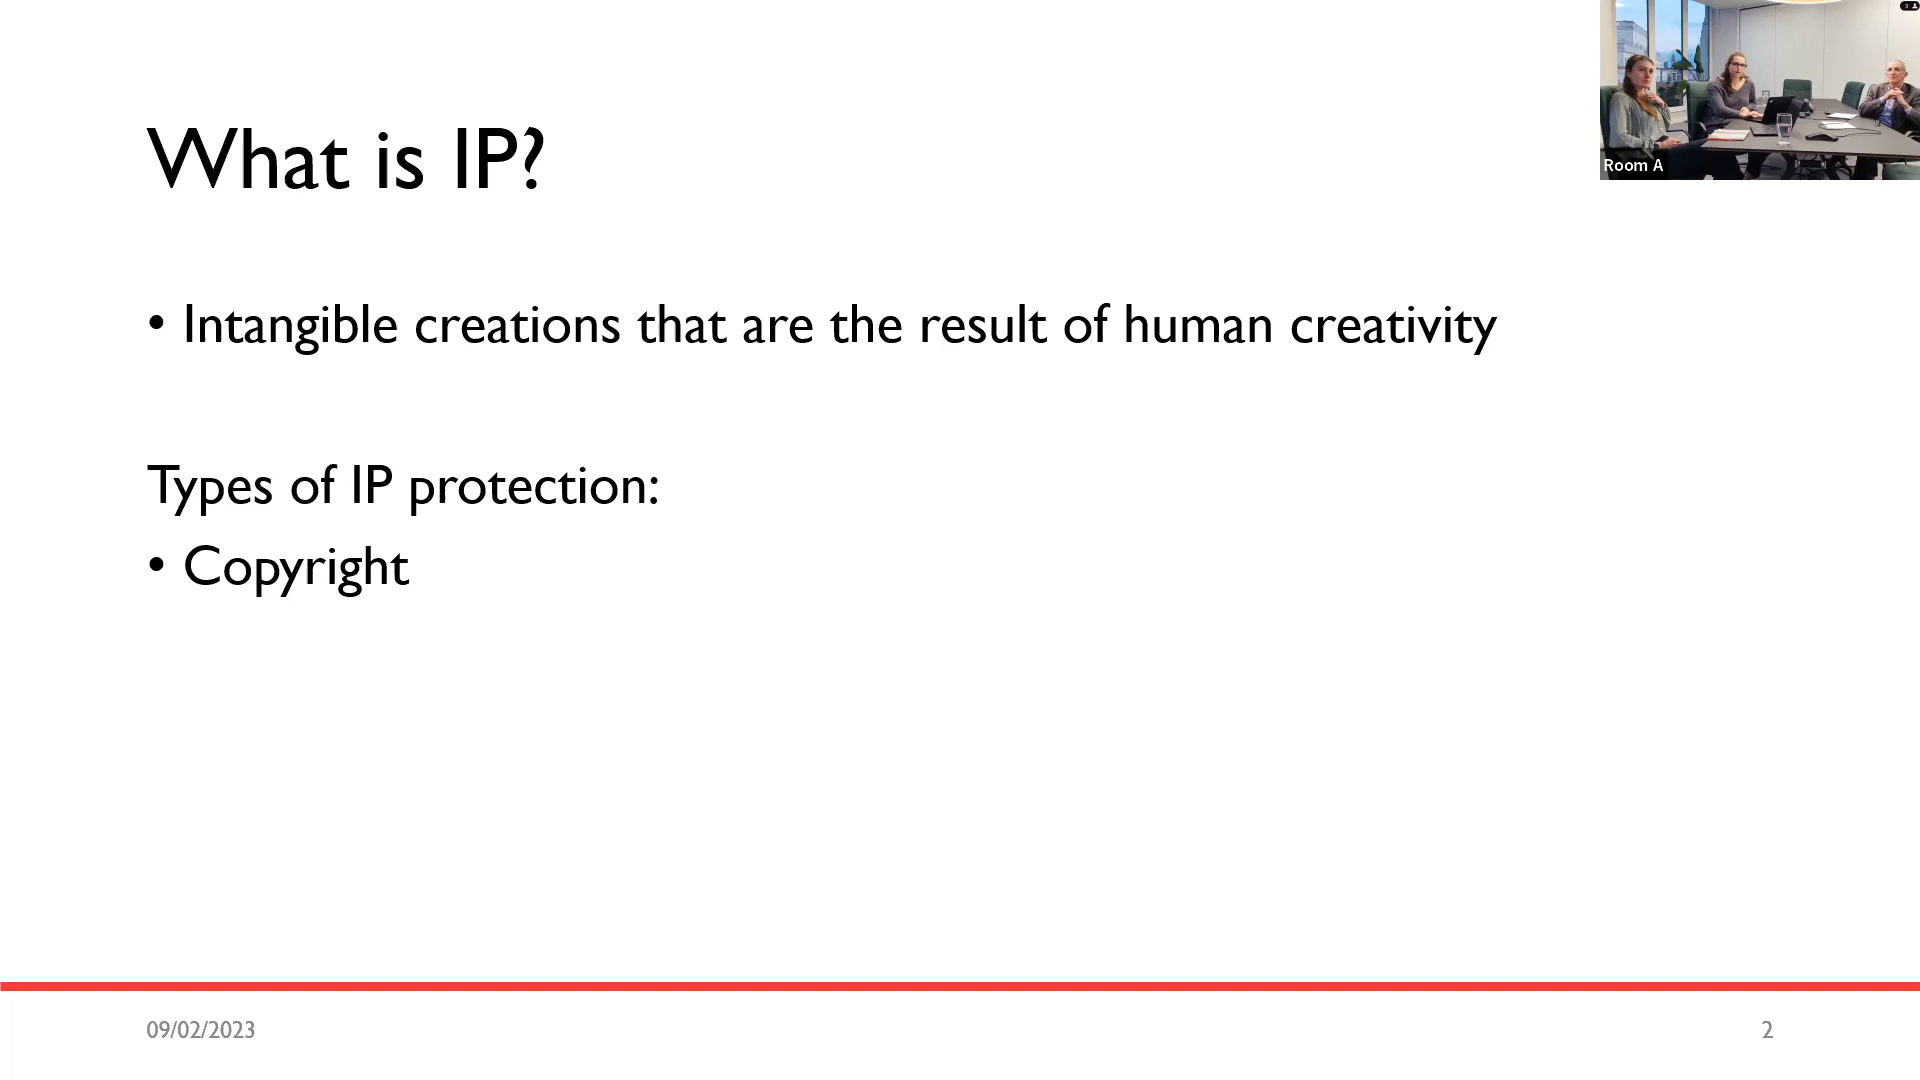 What is IP?
• Intangible creations that are the result of human creativity
Types of IP protection:
• Copyright
09/02/2023
2
Room A